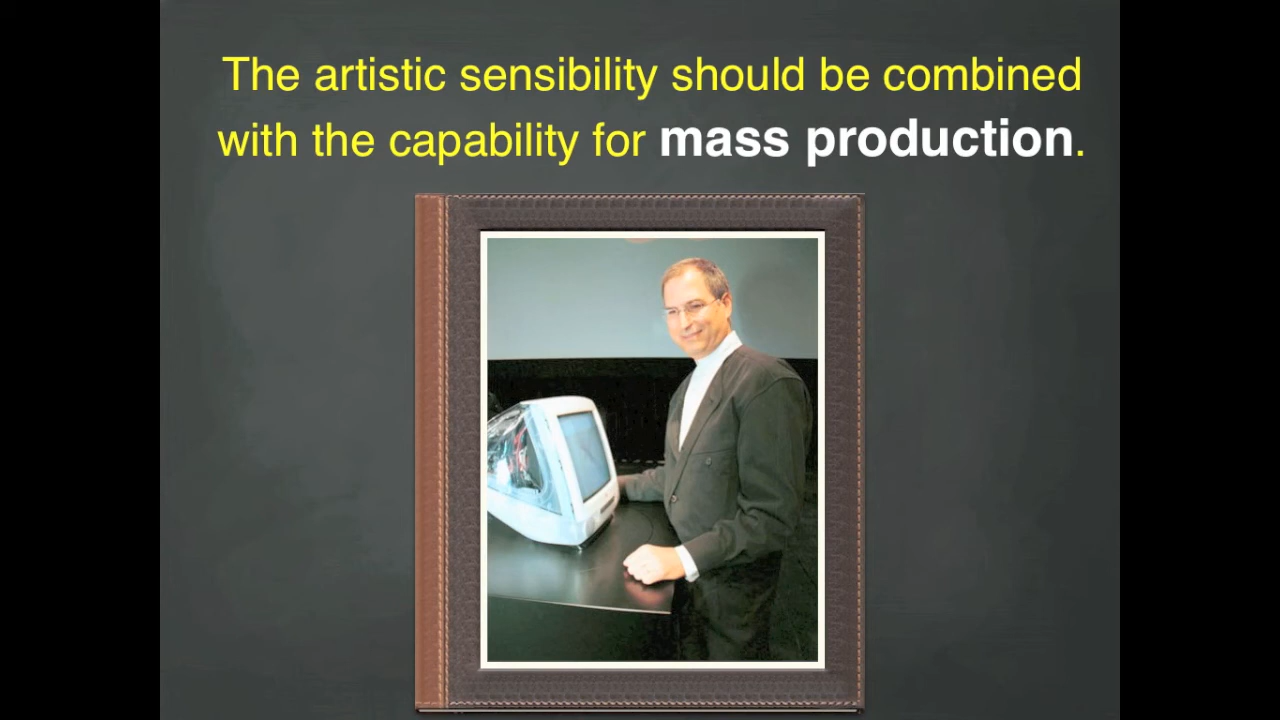 The artistic sensibility should be combined
with the capability for mass production.